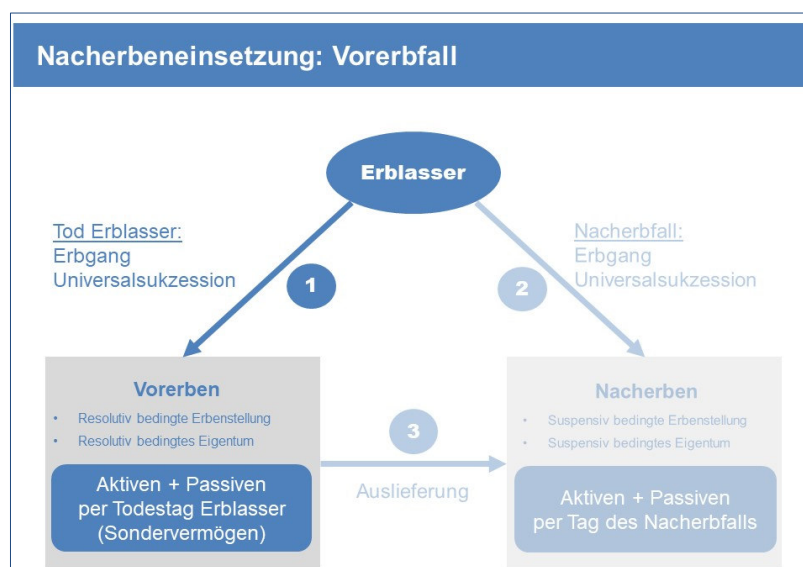 Nacherbeneinsetzung: Vorerbfall
Erblasser
Tod Erblasser:
Erbgang
Universalsukzession
1
Nacherbfall:
Erbgang
Universalsukzession
2
Vorerben
• Resolutiv bedingte Erbenstellung
• Resolutiv bedingtes Eigentum
Aktiven + Passiven
per Todestag Erblasser
(Sondervermögen)
3
Auslieferung
Nacherben
• Suspensiv bedingte Erbenstellung
• Suspensiv bedingtes Eigentum
Aktiven + Passiven
per Tag des Nacherbfalls